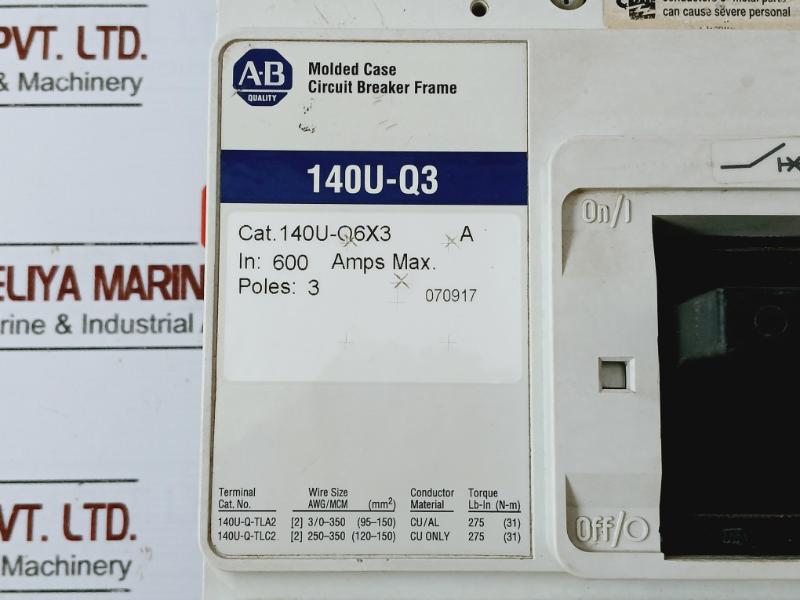 PVT. LTD.
& Machinery
ELIYA MARIN
arine & Industrial A
VT. LTD.
Machinery
A-B
QUALITY
Molded Case
Circuit Breaker Frame
140U-Q3
Cat.140U-Q6X3 A
In: 600 Amps Max.
Poles: 3
070917
Terminal Wire Size Conductor Torque
Cat. No. AWG/MCM (mm2) Material Lb-In (N-m)
140U-Q-TLA2 [2] 3/0–350 (95–150) CU/AL 275 (31)
140U-Q-TLC2 [2] 250–350 (120–150) CU ONLY 275 (31)
can cause severe personal
On/I
Off/O